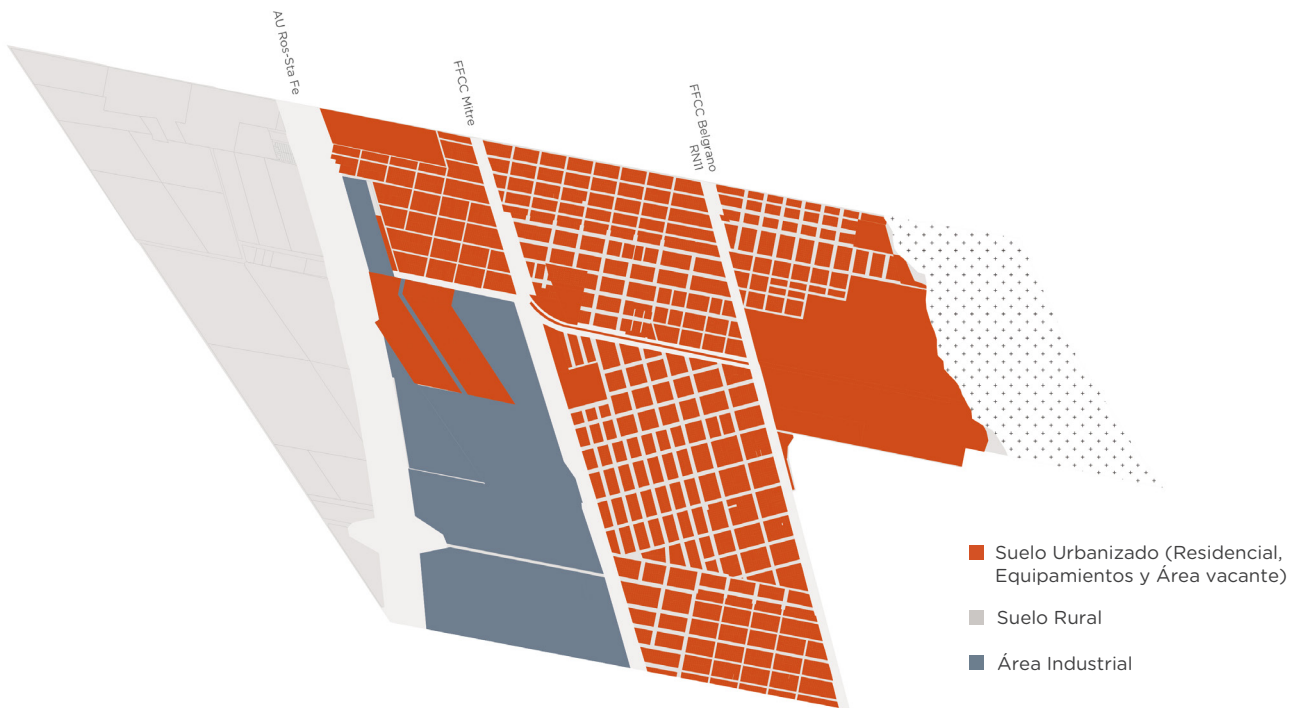 AU Ros-Sta Fe
FFCC Mitre
FFCC Belgrano
RN11
Suelo Urbanizado (Residencial,
Equipamientos y Área vacante)
Suelo Rural
Área Industrial